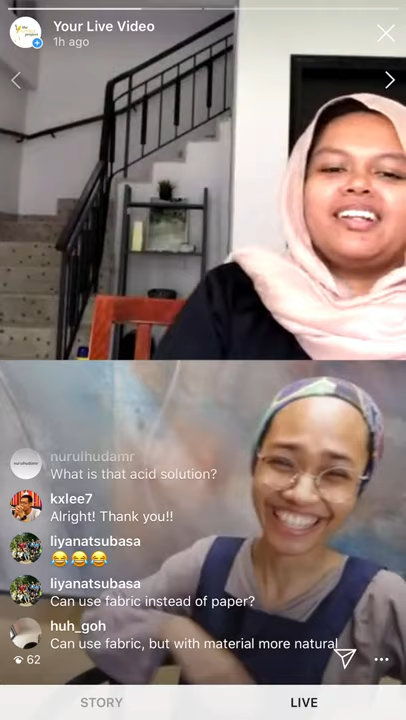 Your Live Video
1h ago
nurulhudamr
What is that acid solution?
kxlee7
Alright! Thank you!!
liyanatsubasa
😂😂😂
liyanatsubasa
Can use fabric instead of paper?
huh_goh
Can use fabric, but with material more natural
62
STORY
LIVE